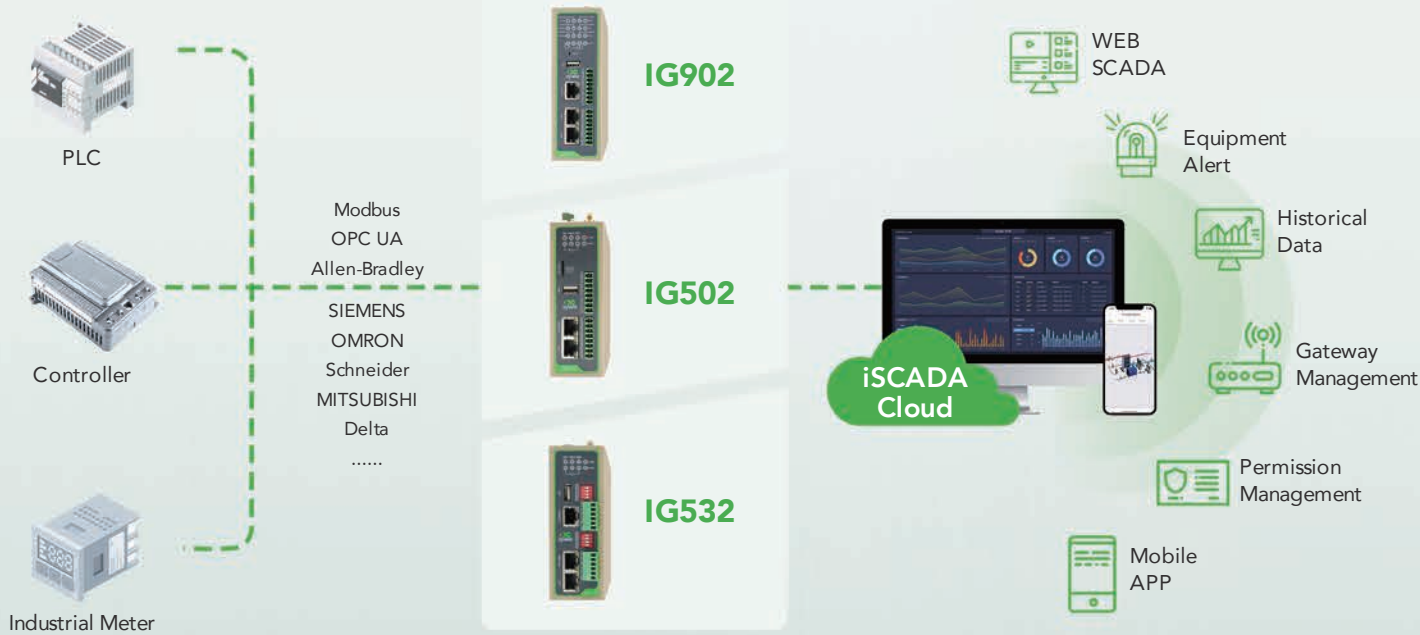 PLC
Controller
Industrial Meter
Modbus
OPC UA
Allen-Bradley
SIEMENS
OMRON
Schneider
MITSUBISHI
Delta
......
IG902
IG502
IG532
iSCADA
Cloud
WEB
SCADA
Equipment
Alert
Historical
Data
Gateway
Management
Permission
Management
Mobile
APP